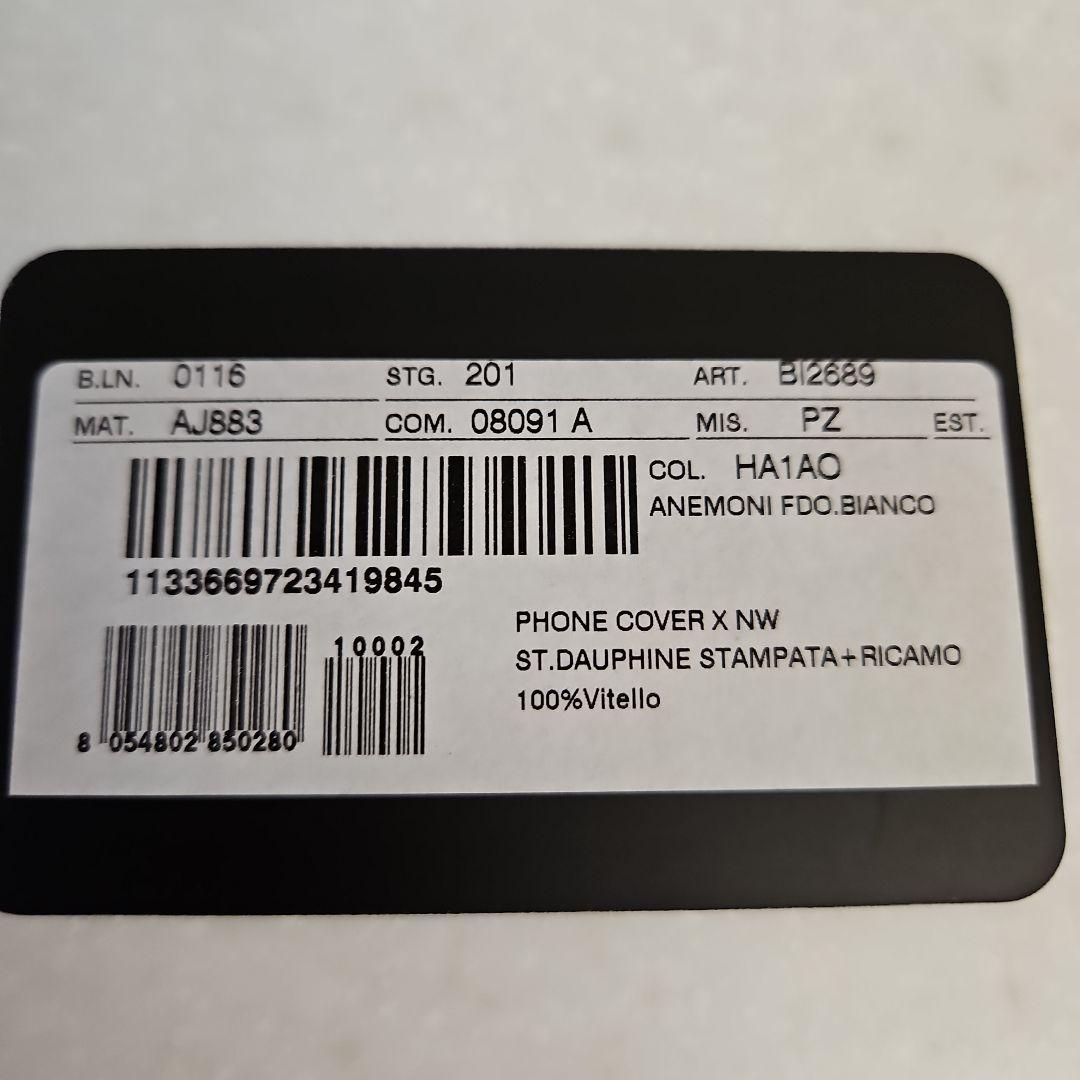 B.LN. 0116 STG. 201 ART. BI2689
MAT. AJ883 COM. 08091 A MIS. PZ EST.
COL. HA1AO
ANEMONI FDO.BIANCO
1133669723419845
PHONE COVER X NW
10002
ST.DAUPHINE STAMPATA+RICAMO
100%Vitello
8 054802 850280